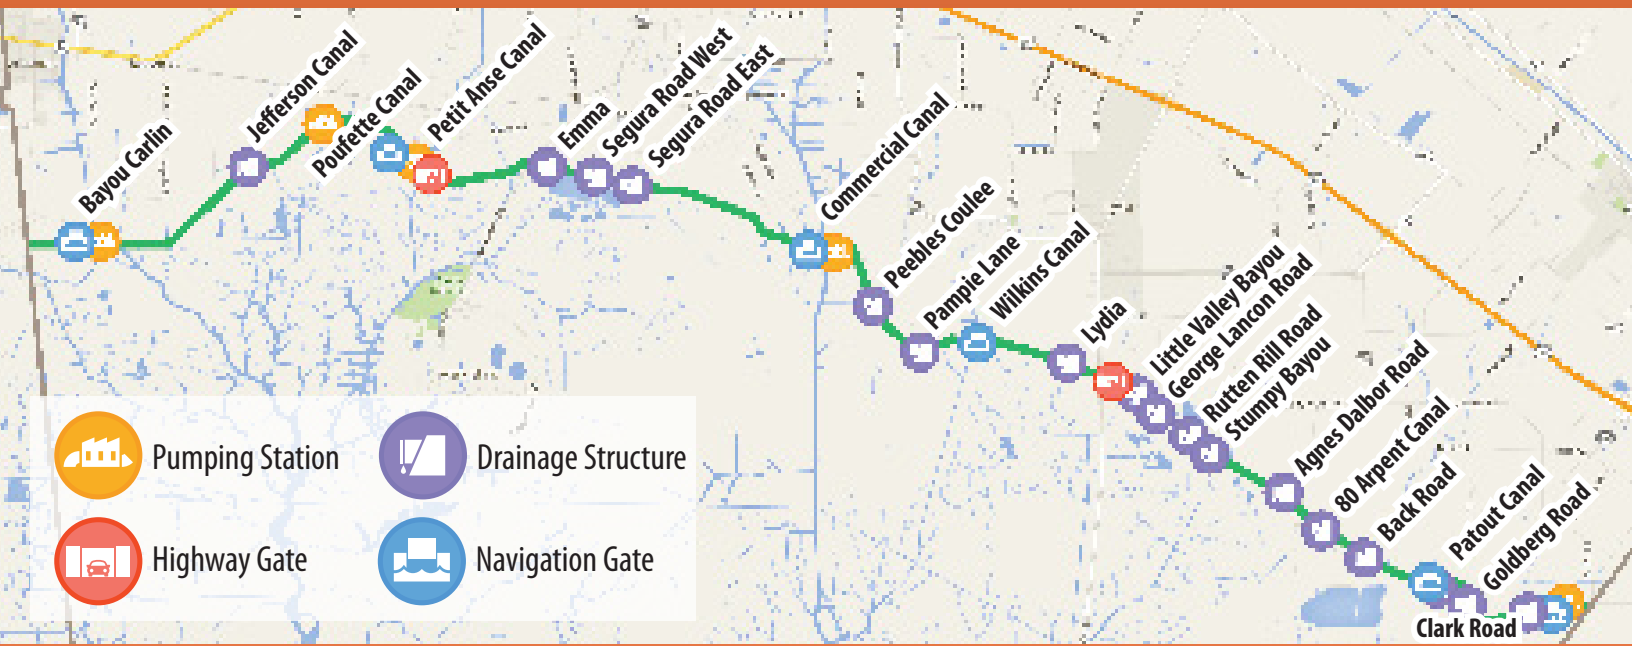 Bayou Carlin
Jefferson Canal
Poufette Canal
Petit Anse Canal
Emma
Segura Road West
Segura Road East
Commercial Canal
Peebles Coulee
Pampie Lane
Wilkins Canal
Lydia
Little Valley Bayou
George Lancon Road
Rutten Rill Road
Stumpy Bayou
Agnes Dalbor Road
80 Arpent Canal
Back Road
Patout Canal
Goldberg Road
Clark Road
Pumping Station
Drainage Structure
Highway Gate
Navigation Gate